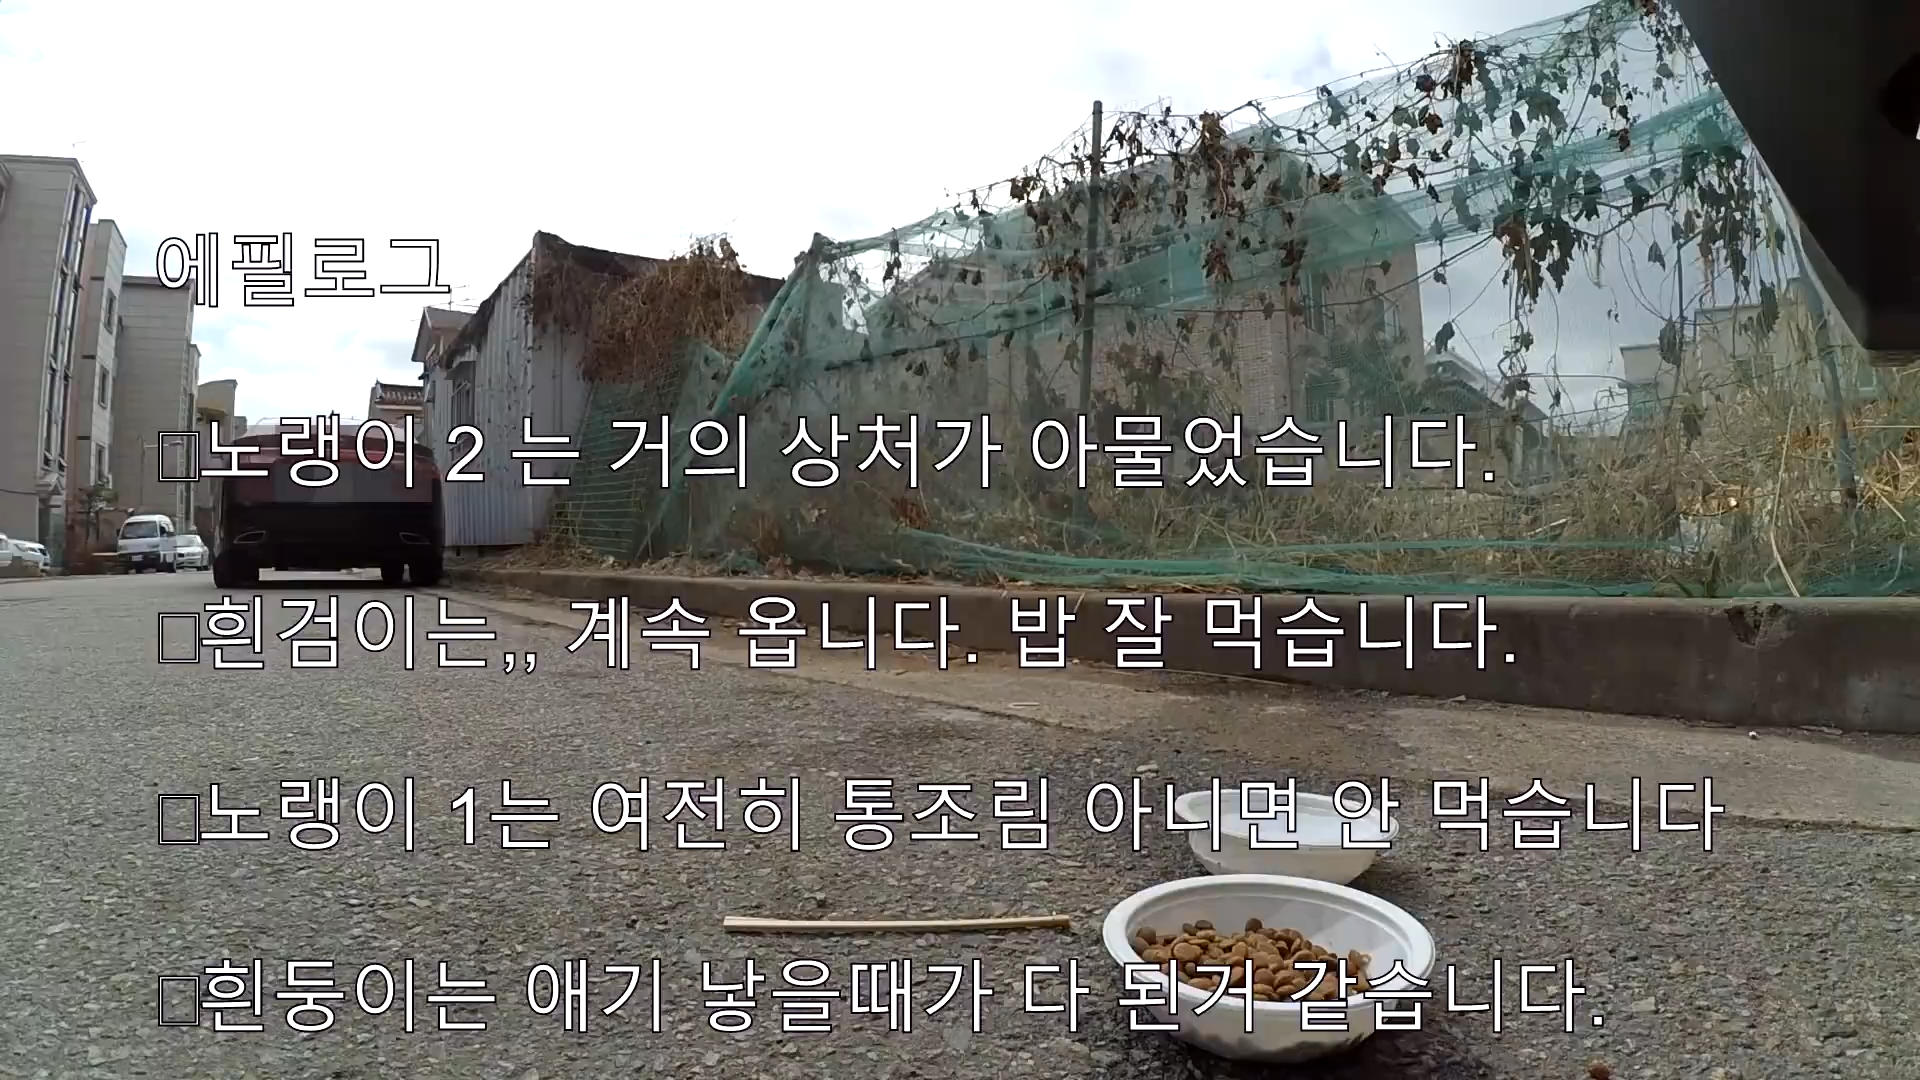 에필로그
□노랭이 2 는 거의 상처가 아물었습니다.
□흰검이는,, 계속 옵니다. 밥 잘 먹습니다.
□노랭이 1는 여전히 통조림 아니면 안 먹습니다
□흰둥이는 애기 낳을때가 다 된거 같습니다.